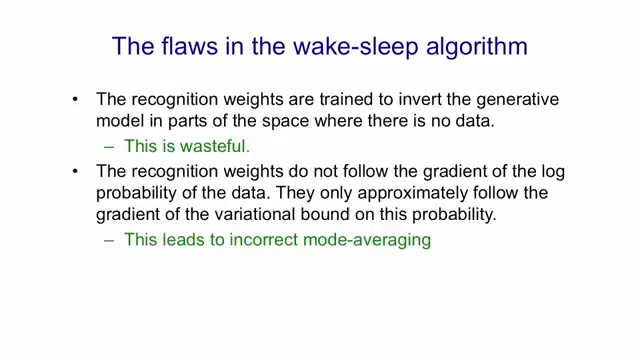 The flaws in the wake-sleep algorithm
• The recognition weights are trained to invert the generative
model in parts of the space where there is no data.
– This is wasteful.
• The recognition weights do not follow the gradient of the log
probability of the data. They only approximately follow the
gradient of the variational bound on this probability.
– This leads to incorrect mode-averaging